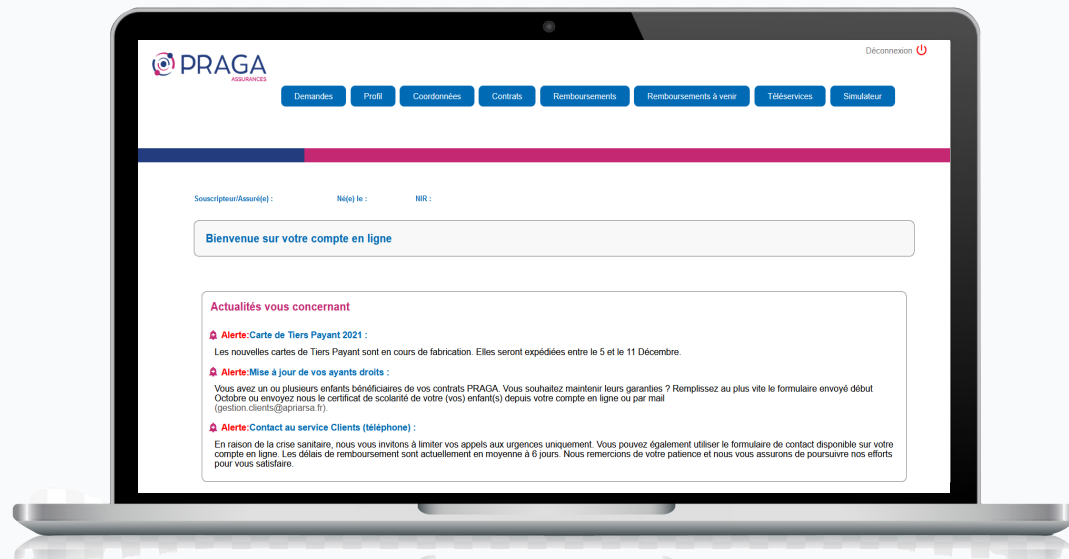 Déconnexion
PRAGA
ASSURANCES
Demandes Profil Coordonnées Contrats Remboursements Remboursements à venir Téléservices Simulateur
Souscripteur/Assuré(e) : Né(e) le : NIR :
Bienvenue sur votre compte en ligne
Actualités vous concernant
Alerte:Carte de Tiers Payant 2021 :
Les nouvelles cartes de Tiers Payant sont en cours de fabrication. Elles seront expédiées entre le 5 et le 11 Décembre.
Alerte:Mise à jour de vos ayants droits :
Vous avez un ou plusieurs enfants bénéficiaires de vos contrats PRAGA. Vous souhaitez maintenir leurs garanties ? Remplissez au plus vite le formulaire envoyé début
Octobre ou envoyez nous le certificat de scolarité de votre (vos) enfant(s) depuis votre compte en ligne ou par mail
(gestion.clients@apriarsa.fr).
Alerte:Contact au service Clients (téléphone) :
En raison de la crise sanitaire, nous vous invitons à limiter vos appels aux urgences uniquement. Vous pouvez également utiliser le formulaire de contact disponible sur votre
compte en ligne. Les délais de remboursement sont actuellement en moyenne à 6 jours. Nous remercions de votre patience et nous vous assurons de poursuivre nos efforts
pour vous satisfaire.